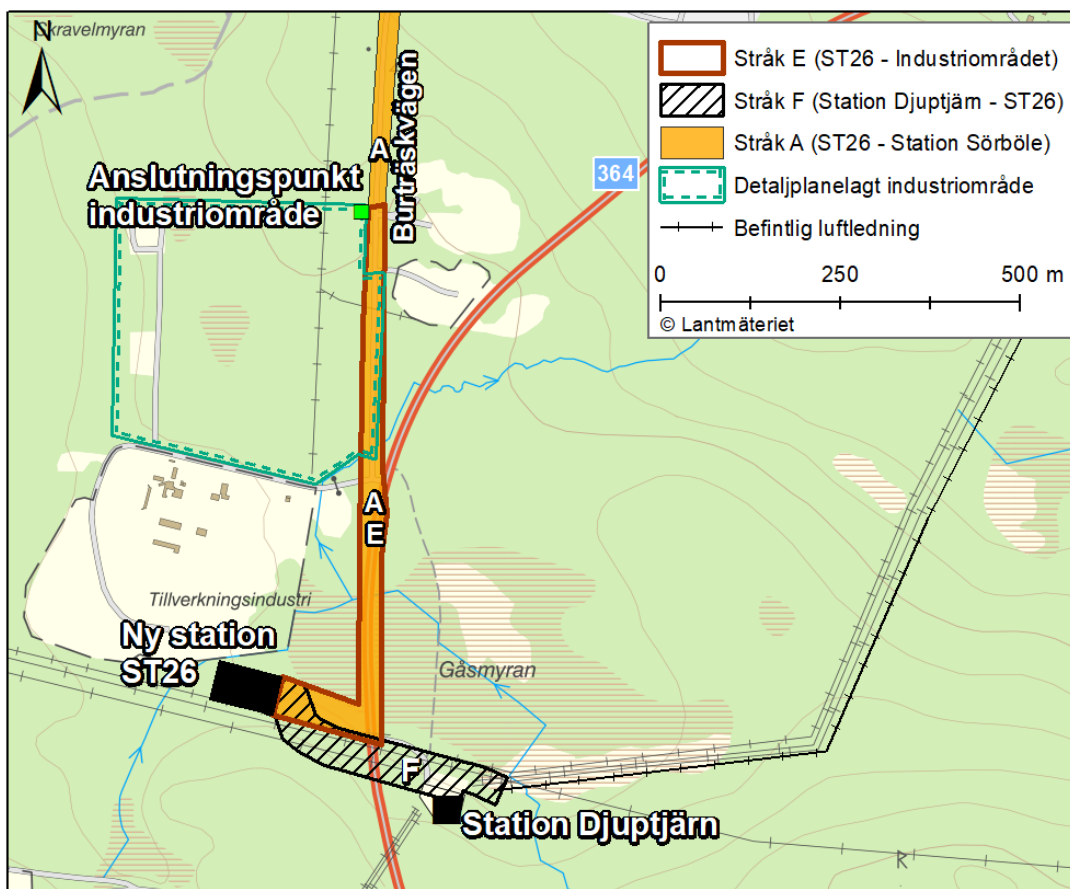 Skravelmyran
N
Burträskvägen
A
Anslutningspunkt
industriområde
364
Stråk E (ST26 - Industriområdet)
Stråk F (Station Djuptjärn - ST26)
Stråk A (ST26 - Station Sörböle)
Detaljplanelagt industriområde
Befintlig luftledning
0 250 500 m
© Lantmäteriet
A
E
Tillverkningsindustri
Ny station
ST26
Gåsmyran
F
Station Djuptjärn
R